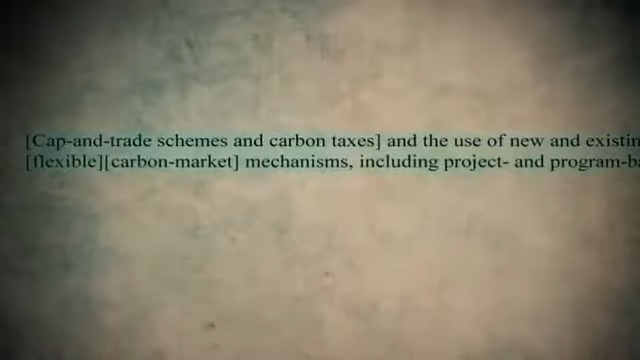 [Cap-and-trade schemes and carbon taxes] and the use of new and existin
[flexible][carbon-market] mechanisms, including project- and program-ba